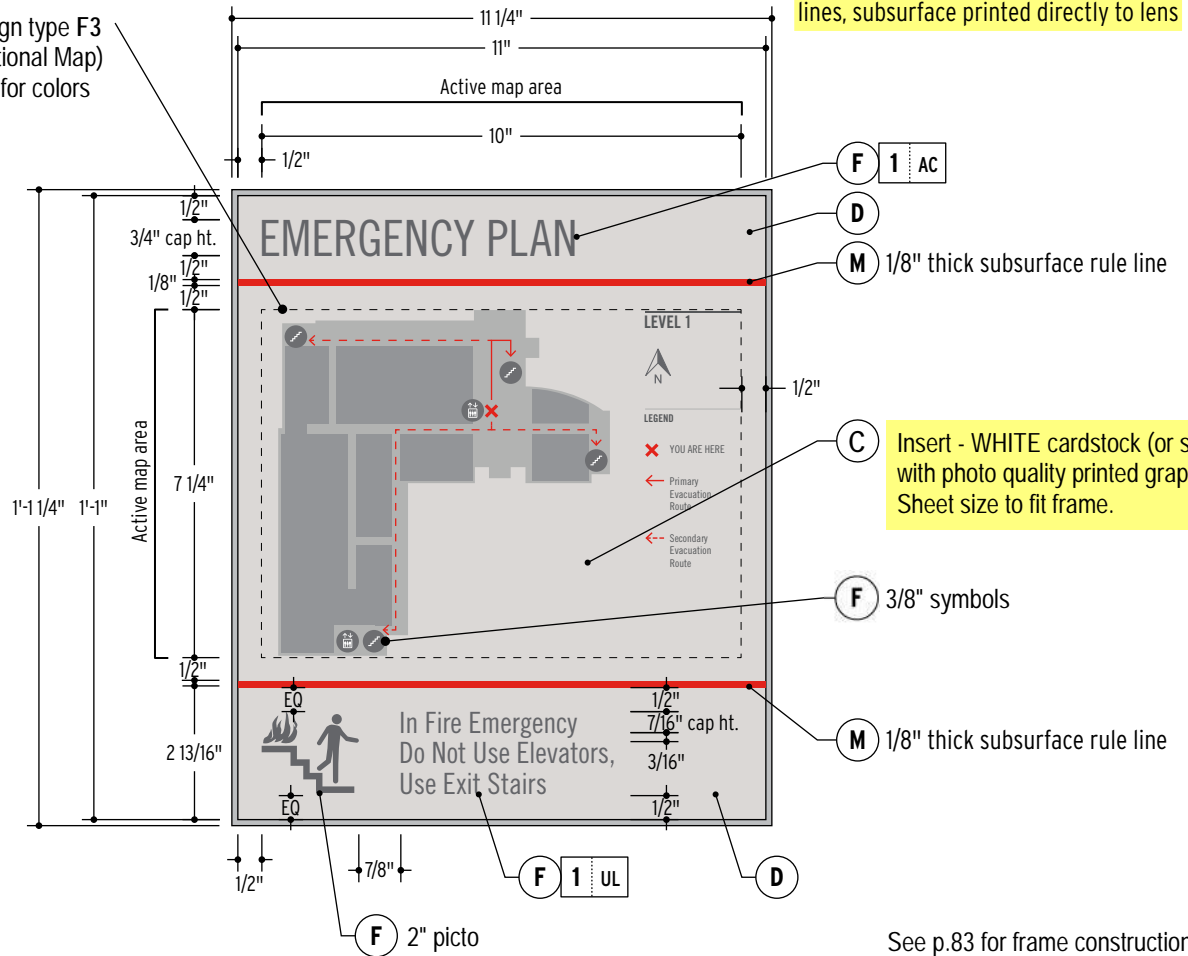 11 1/4"
lines, subsurface printed directly to lens
sign type F3
tional Map)
for colors
11"
Active map area
10"
1/2"
F 1 AC
D
M 1/8" thick subsurface rule line
1/2"
3/4" cap ht.
1/2"
1/8"
1/2"
EMERGENCY PLAN
LEVEL 1
N
1/2"
LEGEND
YOU ARE HERE
Primary
Evacuation
Route
Secondary
Evacuation
Route
C Insert - WHITE cardstock (or s
with photo quality printed grap
Sheet size to fit frame.
Active map area
7 1/4"
1'-1 1/4"
1'-1"
F 3/8" symbols
1/2"
2 13/16"
EQ
EQ
In Fire Emergency
Do Not Use Elevators,
Use Exit Stairs
1/2"
7/16" cap ht.
3/16"
1/2"
M 1/8" thick subsurface rule line
1/2"
7/8"
F 1 UL
D
F 2" picto
See p.83 for frame construction